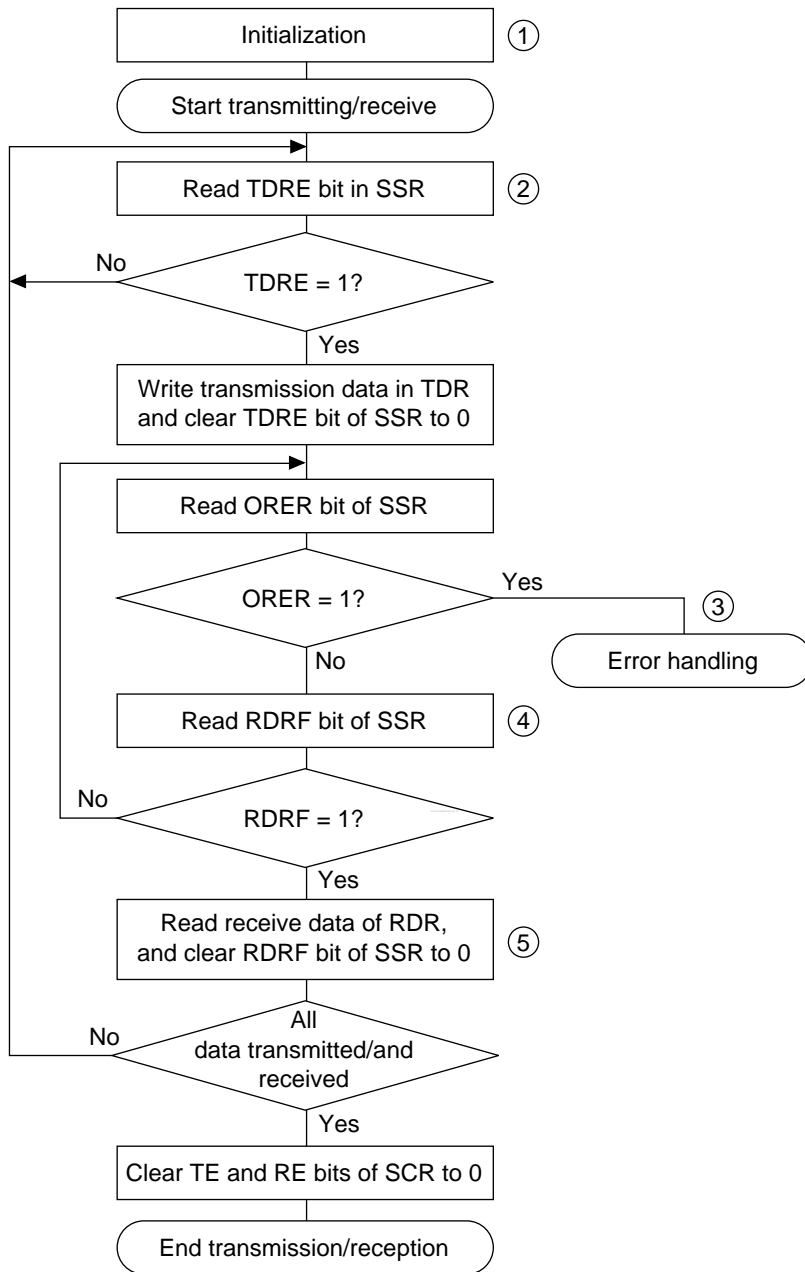 Initialization
①
Start transmitting/receive
Read TDRE bit in SSR
②
No
TDRE = 1?
Yes
Write transmission data in TDR
and clear TDRE bit of SSR to 0
Read ORER bit of SSR
Yes
ORER = 1?
③
No
Error handling
Read RDRF bit of SSR
④
No
RDRF = 1?
Yes
Read receive data of RDR,
and clear RDRF bit of SSR to 0
⑤
All
No
data transmitted/and
received
Yes
Clear TE and RE bits of SCR to 0
End transmission/reception